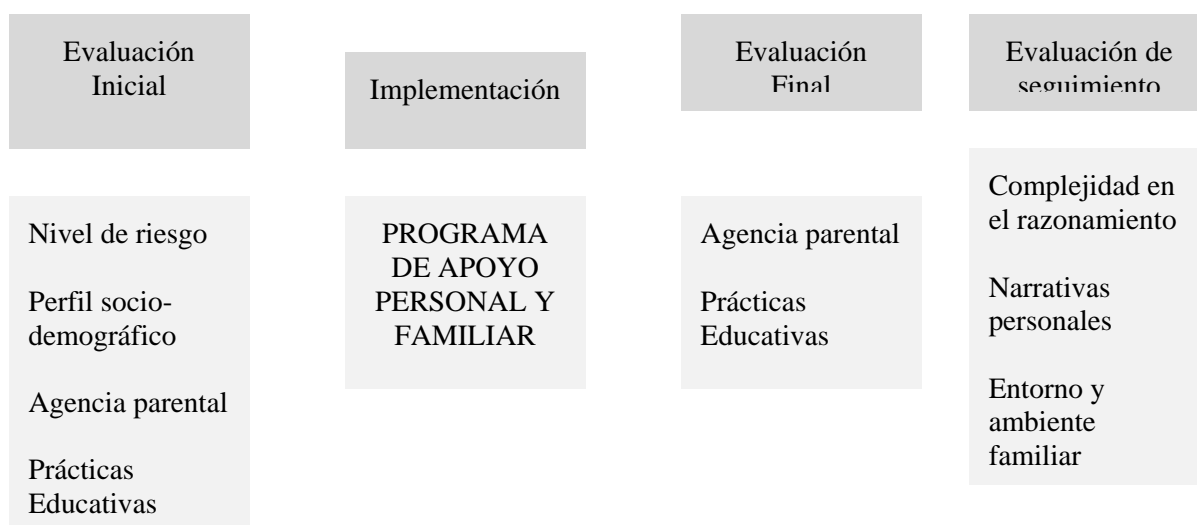 Evaluación
Inicial
Nivel de riesgo
Perfil socio-
demográfico
Agencia parental
Prácticas
Educativas
Implementación
PROGRAMA
DE APOYO
PERSONAL Y
FAMILIAR
Evaluación
Final
Agencia parental
Prácticas
Educativas
Evaluación de
seguimiento
Complejidad en
el razonamiento
Narrativas
personales
Entorno y
ambiente
familiar